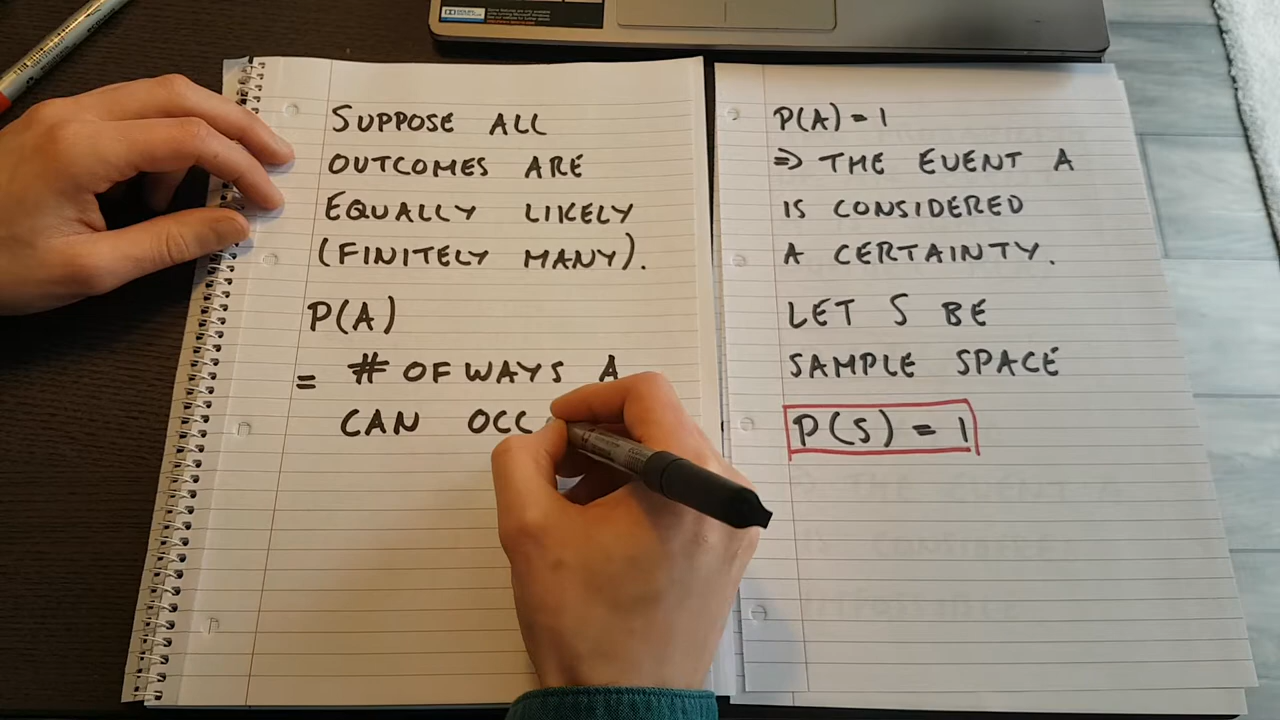 SUPPOSE ALL
OUTCOMES ARE
EQUALLY LIKELY
(FINITELY MANY).
P(A)
= # OF WAYS A
CAN OCC
P(A) = 1
⇒ THE EVENT A
IS CONSIDERED
A CERTAINTY.
LET S BE
SAMPLE SPACE
P(S) = 1